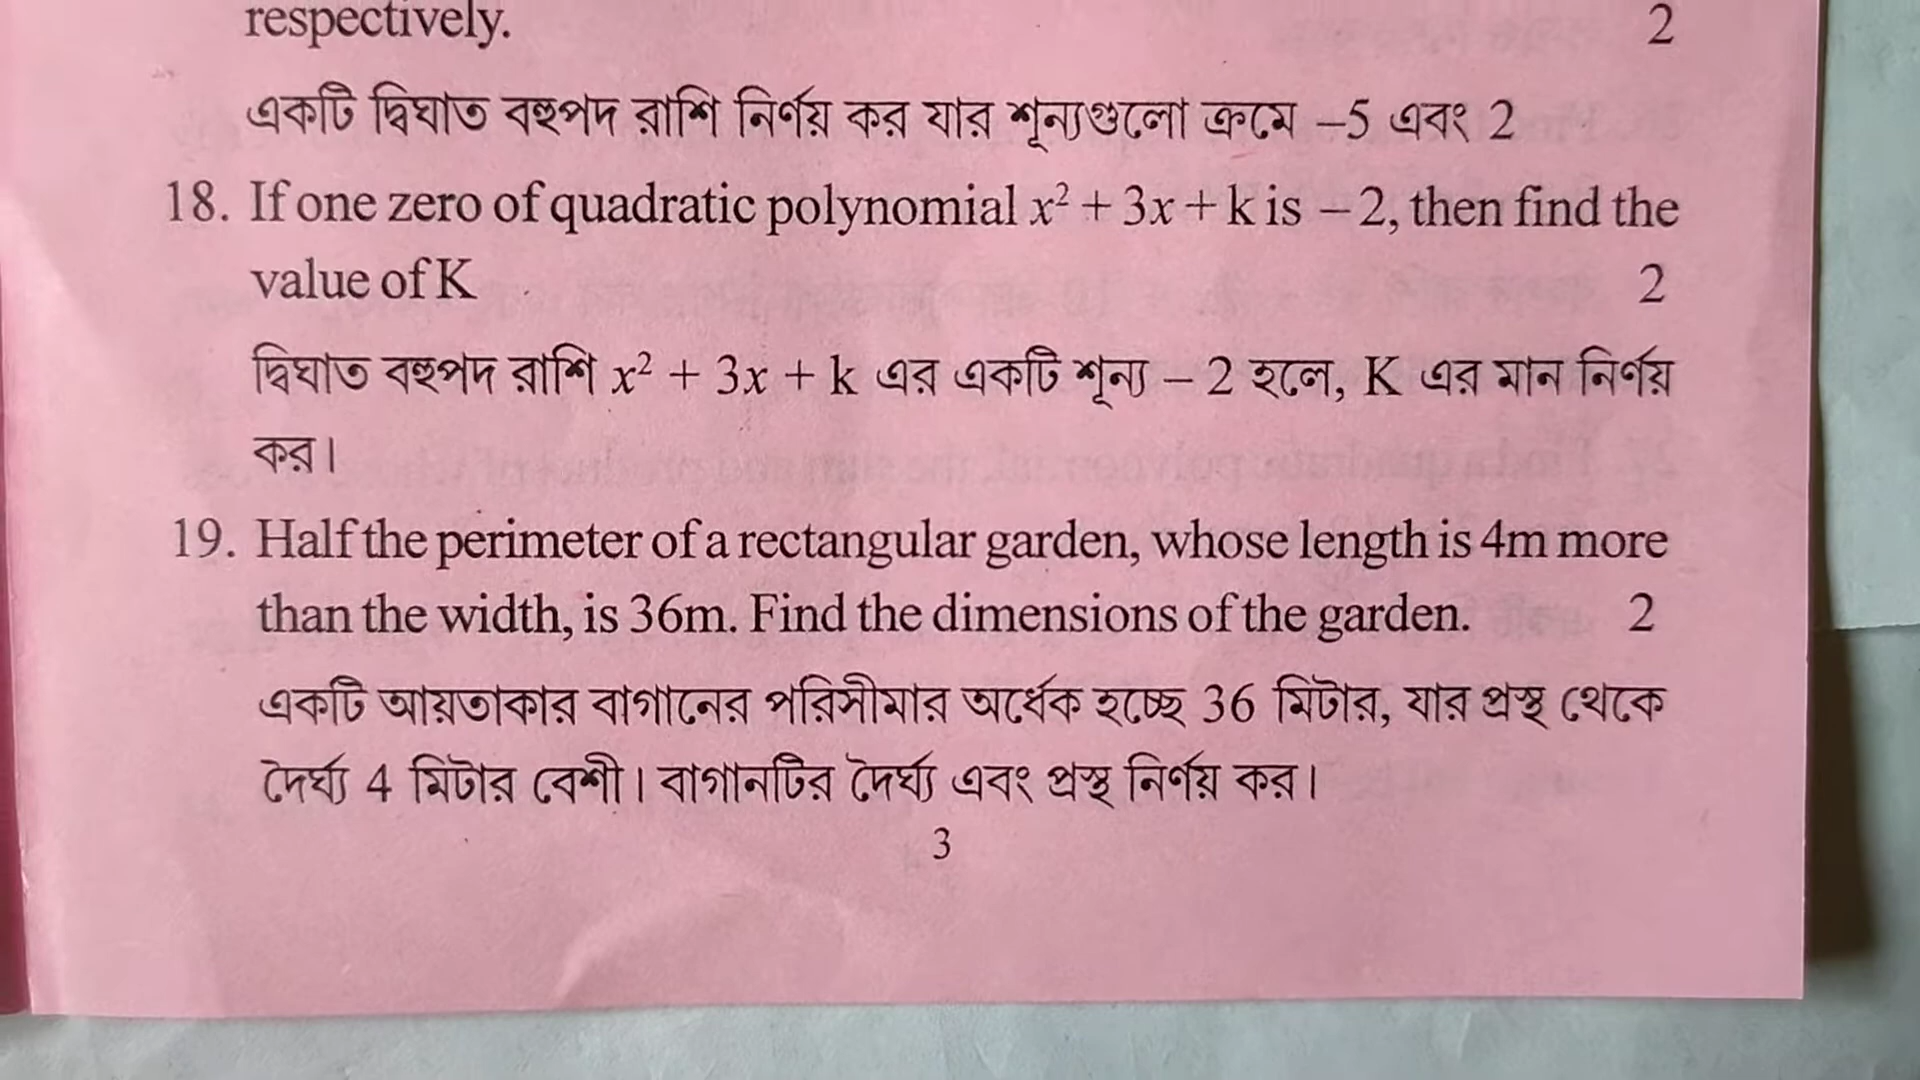 respectively. 2
একটি দ্বিঘাত বহুপদ রাশি নির্ণয় কর যার শূন্যগুলো ক্রমে –5 এবং 2
18. If one zero of quadratic polynomial x² + 3x + k is – 2, then find the
value of K 2
দ্বিঘাত বহুপদ রাশি x² + 3x + k এর একটি শূন্য – 2 হলে, K এর মান নির্ণয়
কর।
19. Half the perimeter of a rectangular garden, whose length is 4m more
than the width, is 36m. Find the dimensions of the garden. 2
একটি আয়তাকার বাগানের পরিসীমার অর্ধেক হচ্ছে 36 মিটার, যার প্রস্থ থেকে
দৈর্ঘ্য 4 মিটার বেশী। বাগানটির দৈর্ঘ্য এবং প্রস্থ নির্ণয় কর।
3